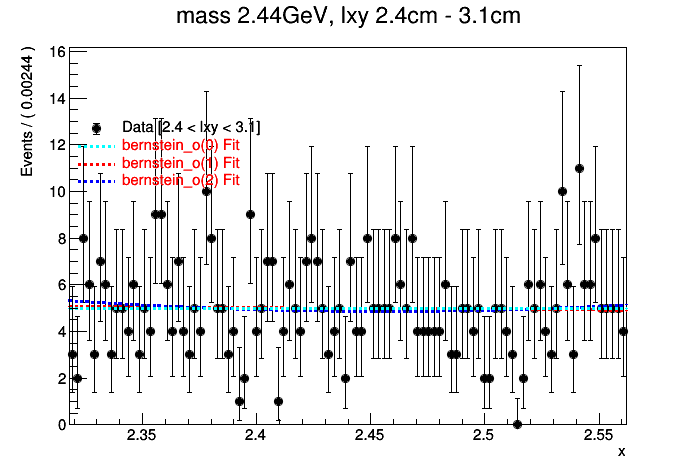 mass 2.44GeV, lxy 2.4cm - 3.1cm
Events / ( 0.00244 )
16
14
12
10
8
6
4
2
0
Data [2.4 < lxy < 3.1]
bernstein_o(0) Fit
bernstein_o(1) Fit
bernstein_o(2) Fit
2.35 2.4 2.45 2.5 2.55
x